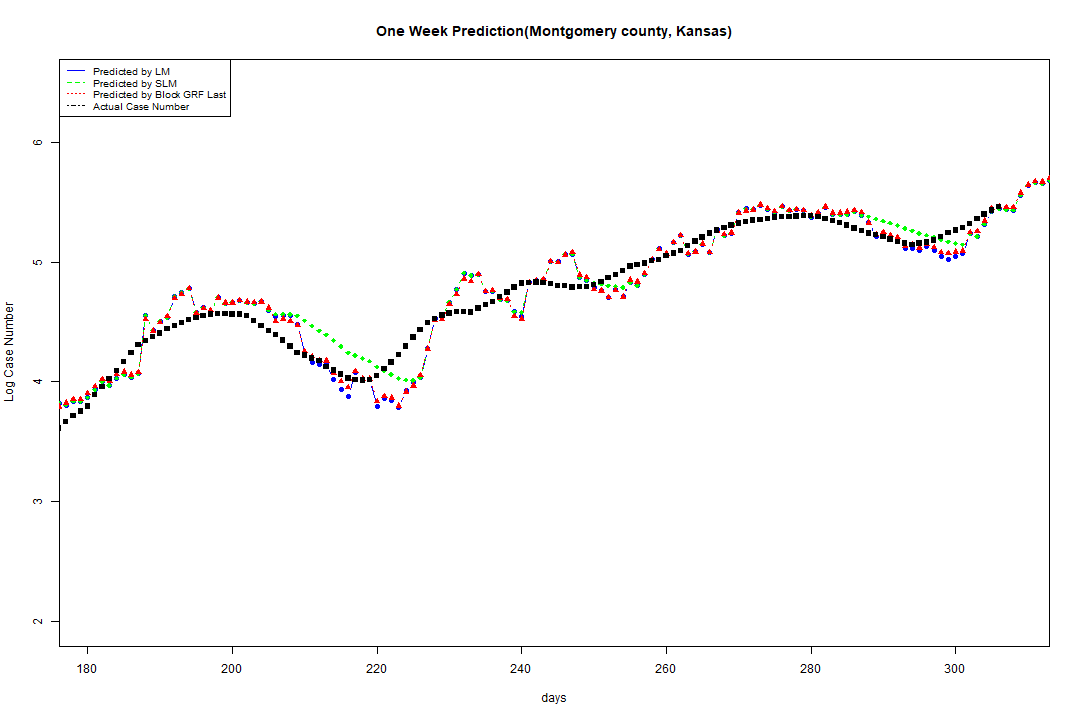 One Week Prediction(Montgomery county, Kansas)
Predicted by LM
Predicted by SLM
Predicted by Block GRF Last
Actual Case Number
6
5
4
3
2
Log Case Number
180 200 220 240 260 280 300
days